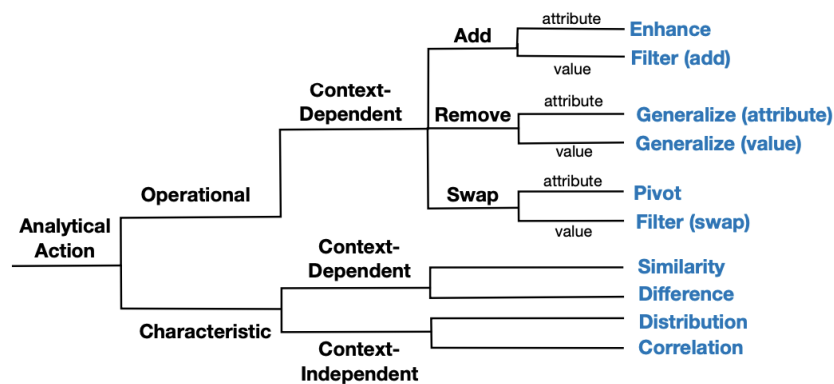 attribute
Add
Enhance
Filter (add)
value
Context-
Dependent
attribute
Remove
Generalize (attribute)
Generalize (value)
value
Operational
attribute
Swap
Pivot
Filter (swap)
value
Analytical
Action
Context-
Dependent
Similarity
Difference
Characteristic
Distribution
Correlation
Context-
Independent